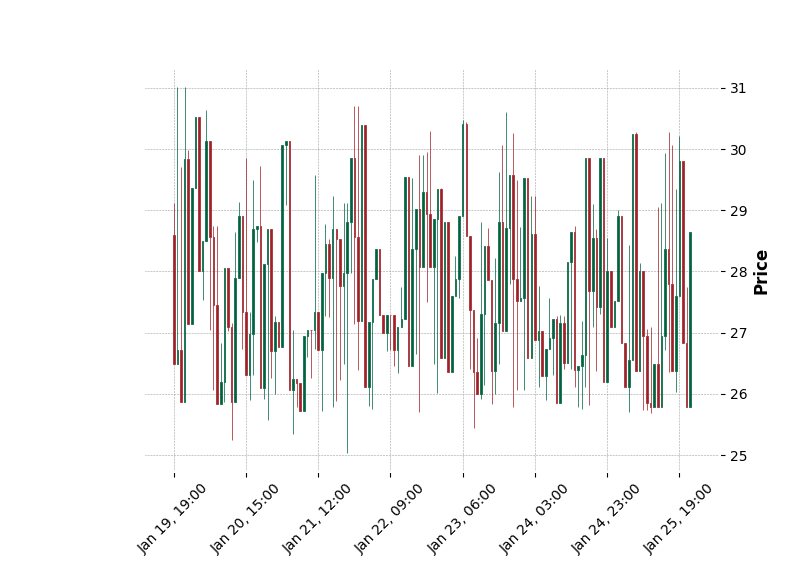 31
30
29
28
27
26
25
Price
Jan 19, 19:00
Jan 20, 15:00
Jan 21, 12:00
Jan 22, 09:00
Jan 23, 06:00
Jan 24, 03:00
Jan 24, 23:00
Jan 25, 19:00